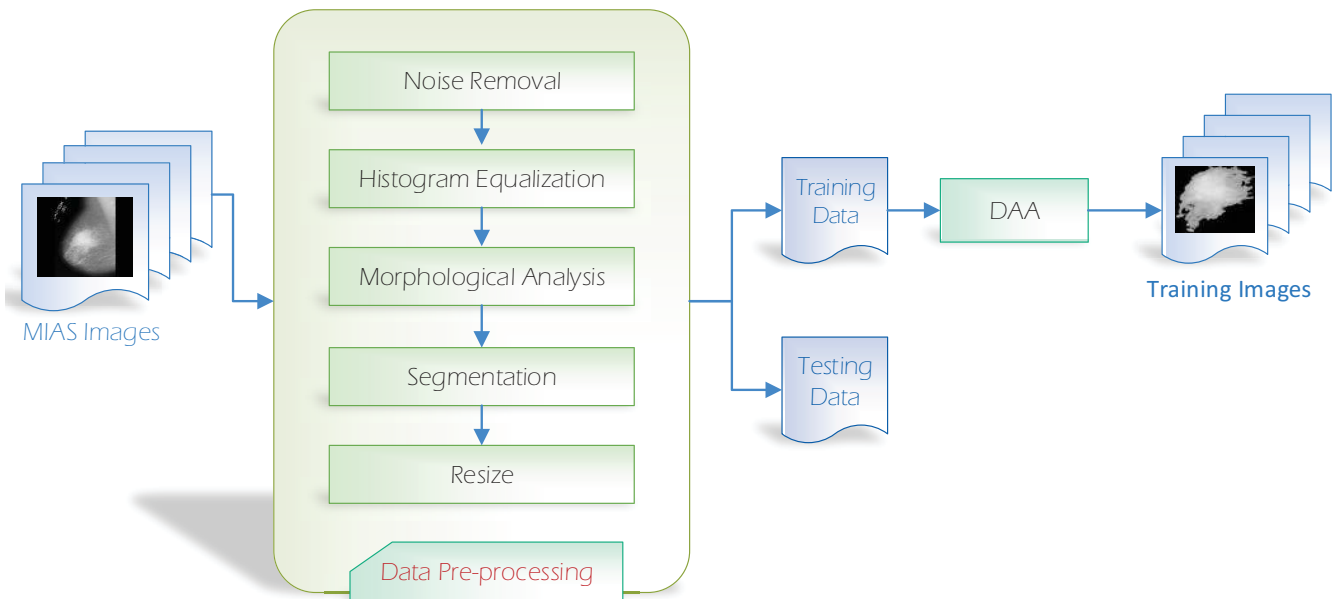 MIAS Images
Noise Removal
Histogram Equalization
Morphological Analysis
Segmentation
Resize
Data Pre-processing
Training
Data
DAA
Training Images
Testing
Data